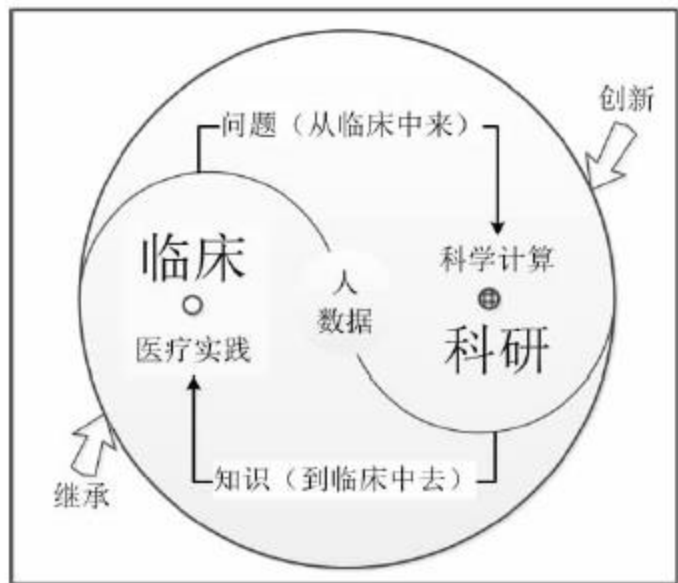 创新
问题（从临床中来）
临床
科学计算
人
数据
医疗实践
科研
知识（到临床中去）
继承